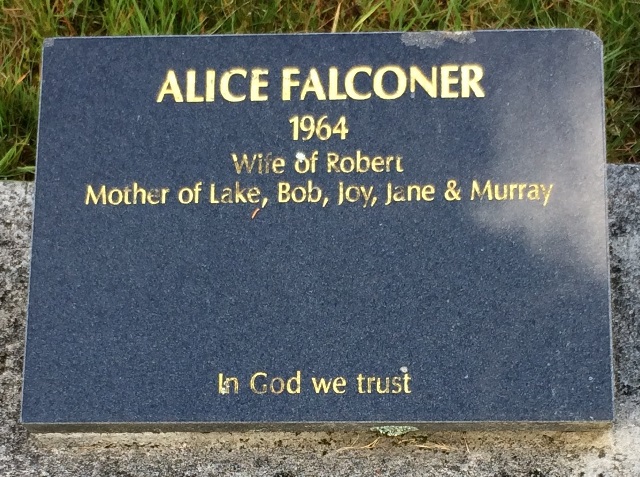 ALICE FALCONER
1964
Wife of Robert
Mother of Lake, Bob, Joy, Jane & Murray
In God we trust